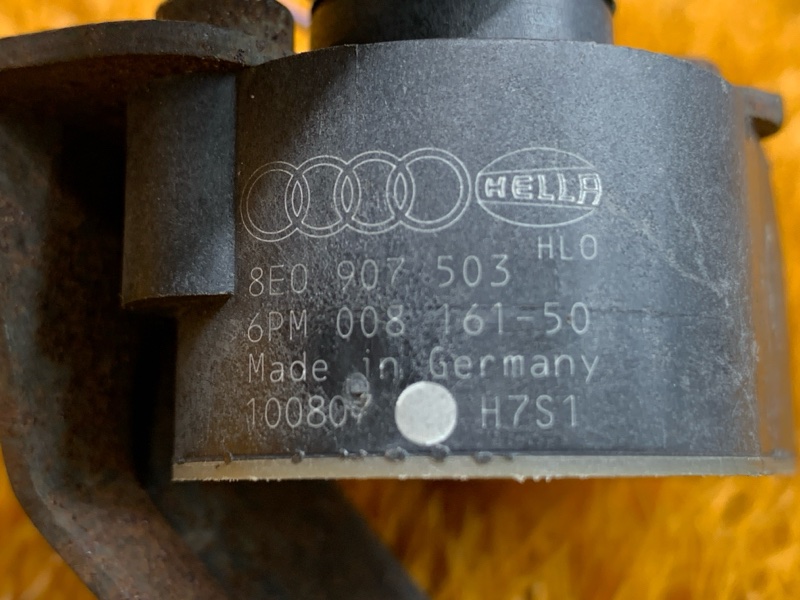 HELLA
HLO
8E0 907 503
6PM 008 161-50
Made in Germany
H7S1